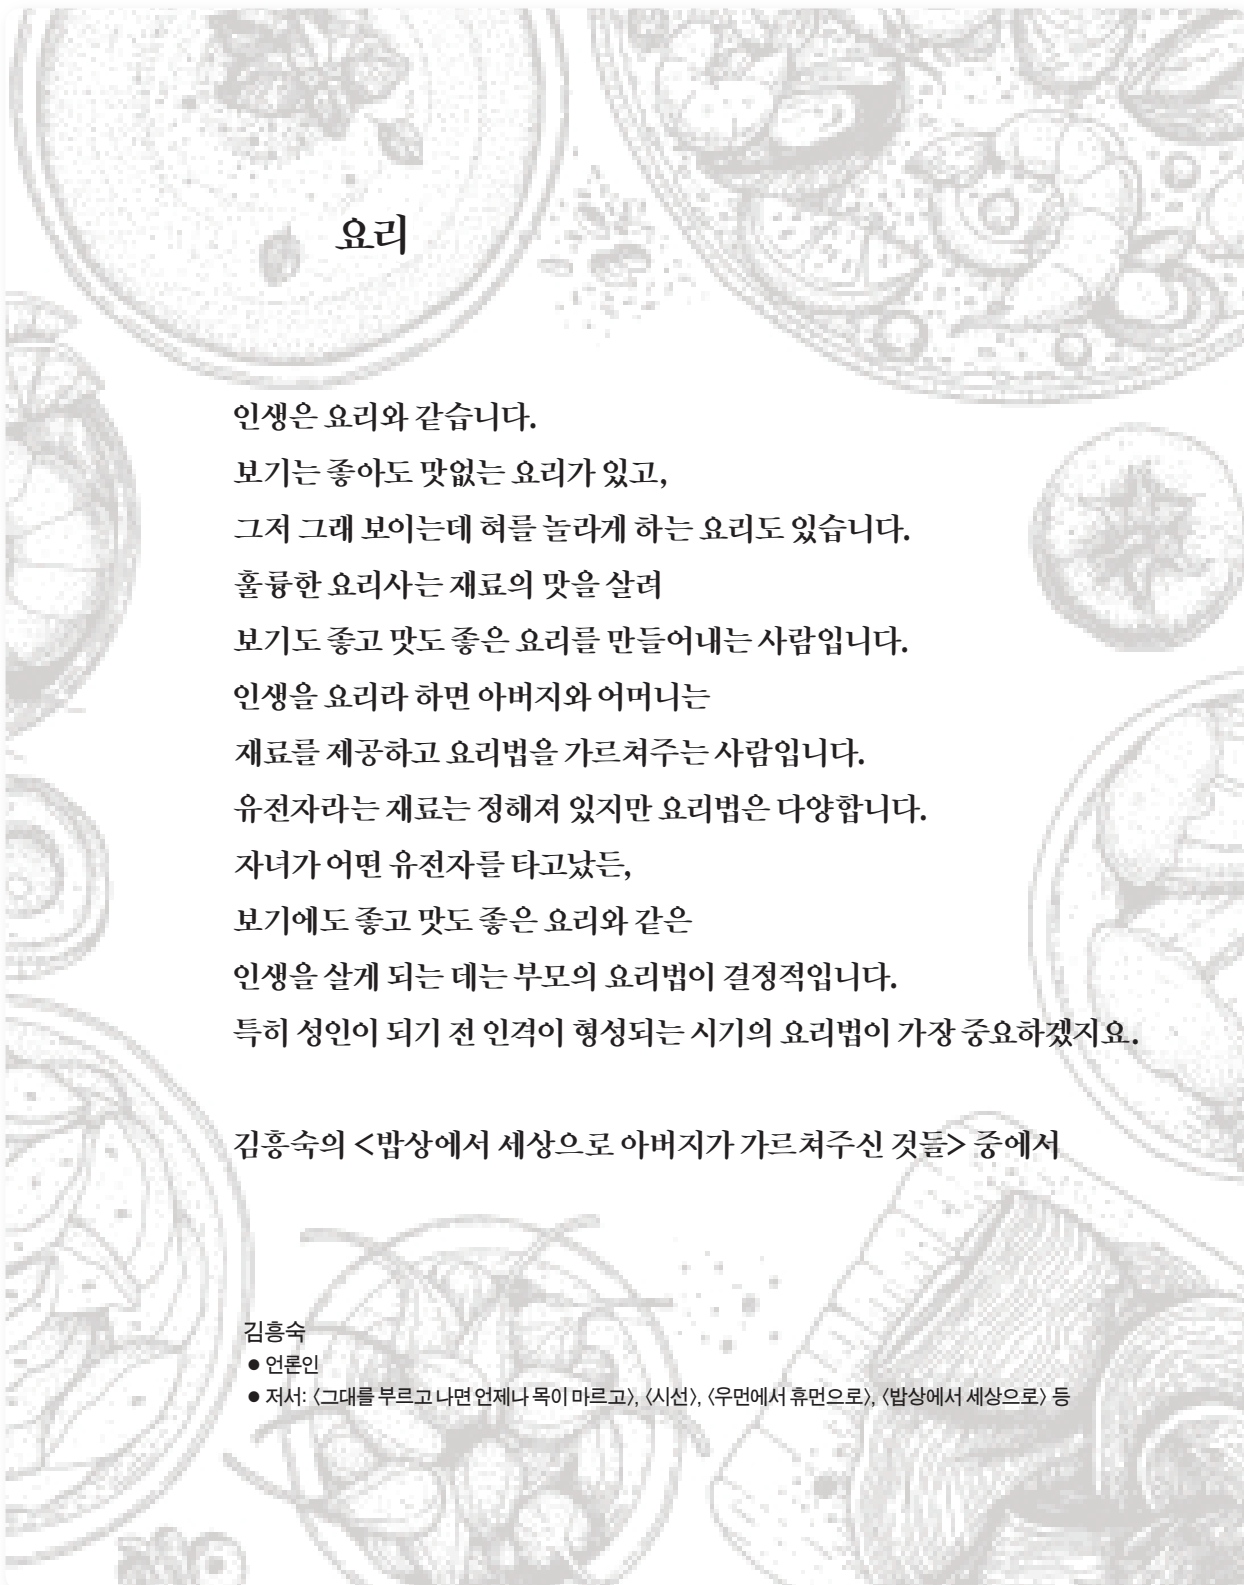 요리
인생은 요리와 같습니다.
보기는 좋아도 맛없는 요리가 있고,
그저 그래 보이는데 혀를 놀라게 하는 요리도 있습니다.
훌륭한 요리사는 재료의 맛을 살려
보기도 좋고 맛도 좋은 요리를 만들어내는 사람입니다.
인생을 요리라 하면 아버지와 어머니는
재료를 제공하고 요리법을 가르쳐주는 사람입니다.
유전자라는 재료는 정해져 있지만 요리법은 다양합니다.
자녀가 어떤 유전자를 타고났든,
보기에도 좋고 맛도 좋은 요리와 같은
인생을 살게 되는 데는 부모의 요리법이 결정적입니다.
특히 성인이 되기 전 인격이 형성되는 시기의 요리법이 가장 중요하겠지요.
김흥숙의 <밥상에서 세상으로 아버지가 가르쳐주신 것들> 중에서
김흥숙
● 언론인
● 저서: 〈그대를 부르고 나면 언제나 목이 마르고〉, 〈시선〉, 〈우먼에서 휴먼으로〉, 〈밥상에서 세상으로〉 등